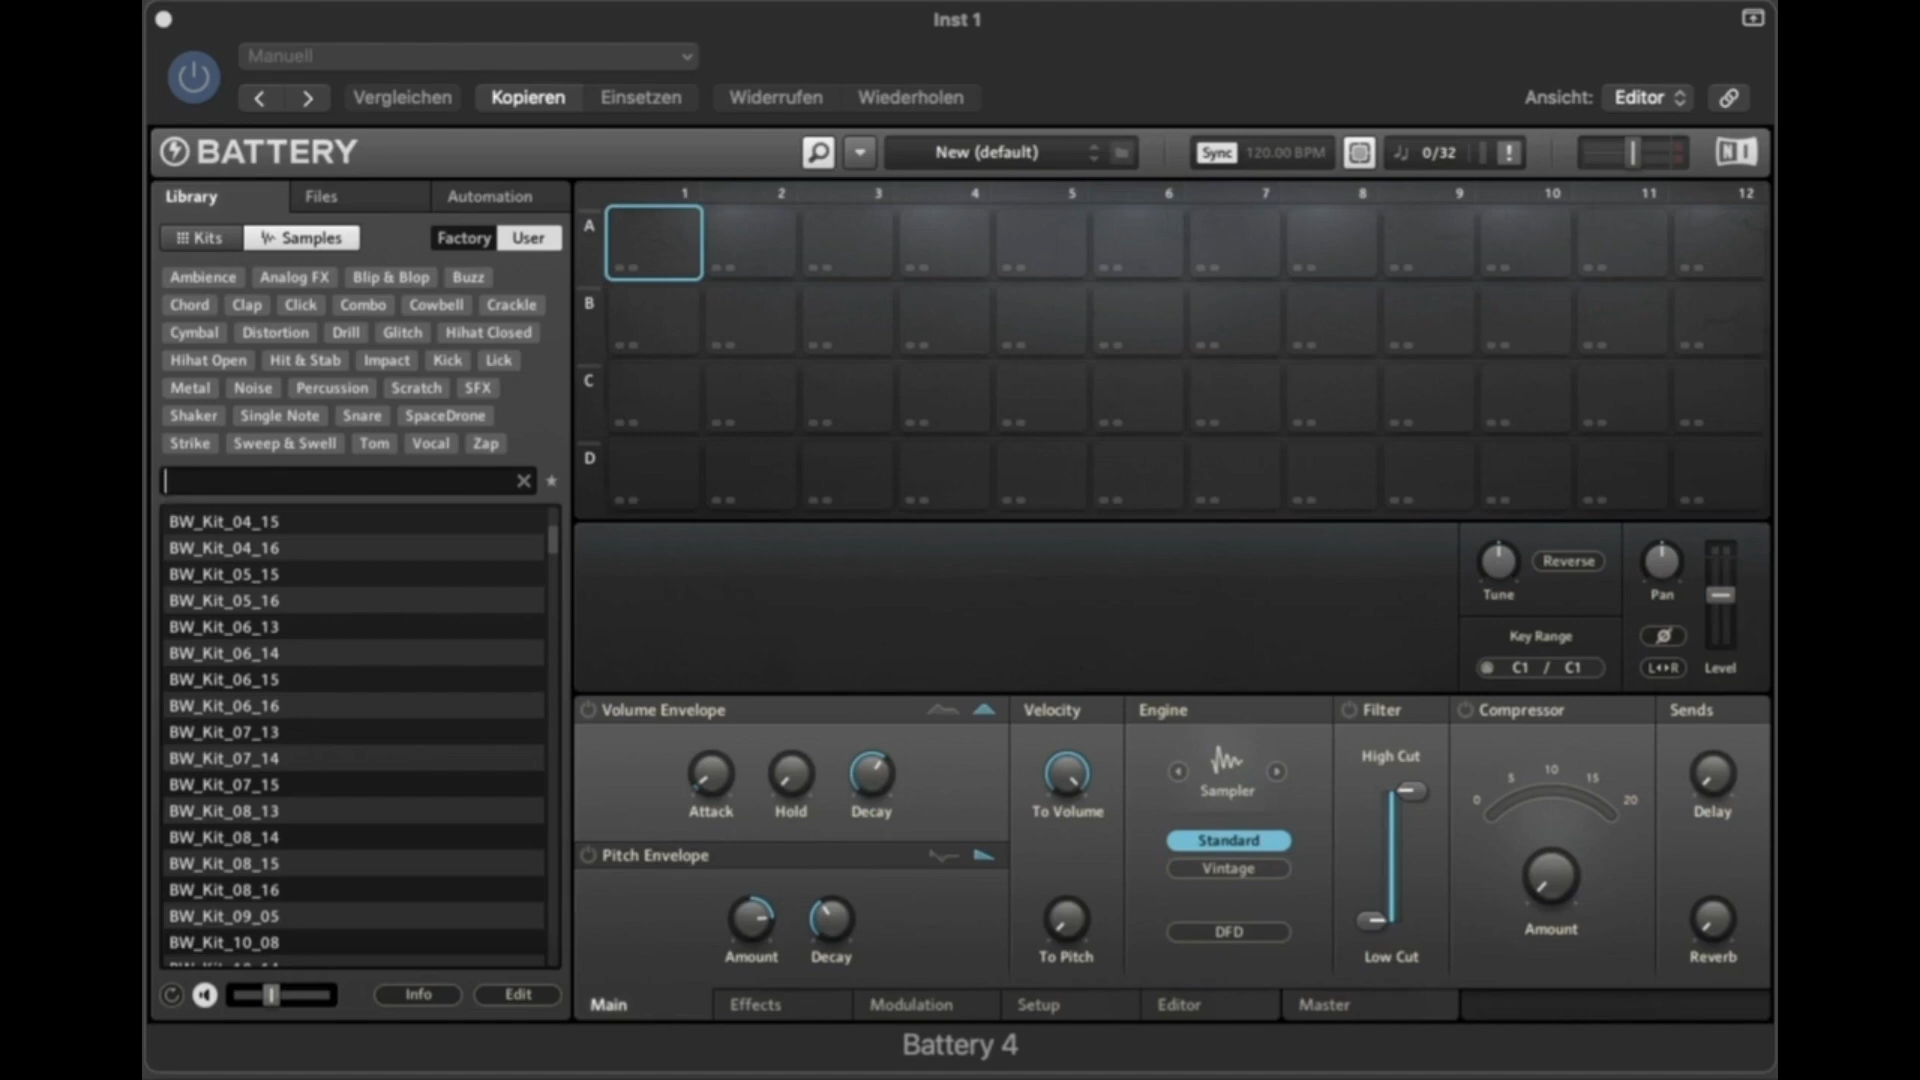 Inst 1
Manuell
Vergleichen Kopieren Einsetzen Widerrufen Wiederholen Ansicht: Editor
BATTERY New (default) Sync 120.00 BPM 0/32 ! NI
Library Files Automation
Kits Samples Factory User
Ambience Analog FX Blip & Blop Buzz
Chord Clap Click Combo Cowbell Crackle
Cymbal Distortion Drill Glitch Hihat Closed
Hihat Open Hit & Stab Impact Kick Lick
Metal Noise Percussion Scratch SFX
Shaker Single Note Snare SpaceDrone
Strike Sweep & Swell Tom Vocal Zap
BW_Kit_04_15
BW_Kit_04_16
BW_Kit_05_15
BW_Kit_05_16
BW_Kit_06_13
BW_Kit_06_14
BW_Kit_06_15
BW_Kit_06_16
BW_Kit_07_13
BW_Kit_07_14
BW_Kit_07_15
BW_Kit_08_13
BW_Kit_08_14
BW_Kit_08_15
BW_Kit_08_16
BW_Kit_09_05
BW_Kit_10_08
Info Edit
1 2 3 4 5 6 7 8 9 10 11 12
A
B
C
D
Tune Reverse Pan
Key Range
C1 / C1 L R Level
Volume Envelope Velocity Engine Filter Compressor Sends
High Cut
5 10 15
0 20
Sampler
Attack Hold Decay To Volume Delay
Standard
Vintage
Pitch Envelope
DFD Amount
Amount Decay To Pitch Low Cut Reverb
Main Effects Modulation Setup Editor Master
Battery 4